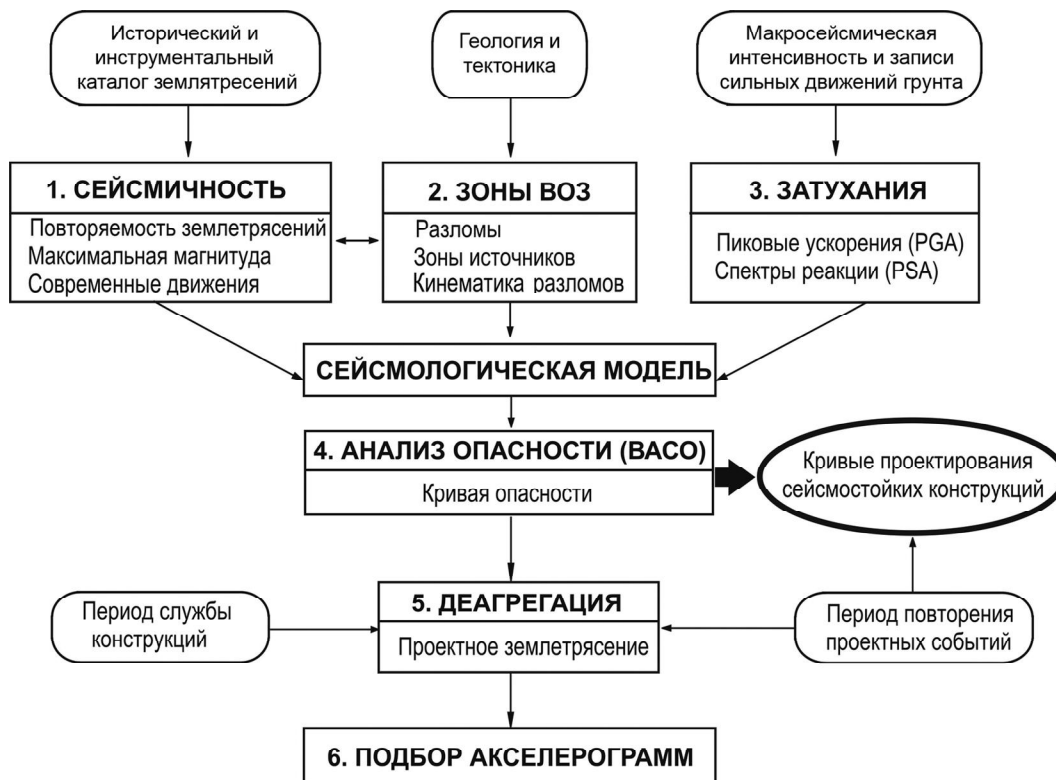 Исторический и
инструментальный
каталог землятресений
Геология и
тектоника
Макросейсмическая
интенсивность и записи
сильных движений грунта
1. СЕЙСМИЧНОСТЬ
Повторяемость землетрясений
Максимальная магнитуда
Современные движения
2. ЗОНЫ ВОЗ
Разломы
Зоны источников
Кинематика разломов
3. ЗАТУХАНИЯ
Пиковые ускорения (PGA)
Спектры реакции (PSA)
СЕЙСМОЛОГИЧЕСКАЯ МОДЕЛЬ
4. АНАЛИЗ ОПАСНОСТИ (ВАСО)
Кривая опасности
Кривые проектирования
сейсмостойких конструкций
Период службы
конструкций
5. ДЕАГРЕГАЦИЯ
Проектное землетрясение
Период повторения
проектных событий
6. ПОДБОР АКСЕЛЕРОГРАММ